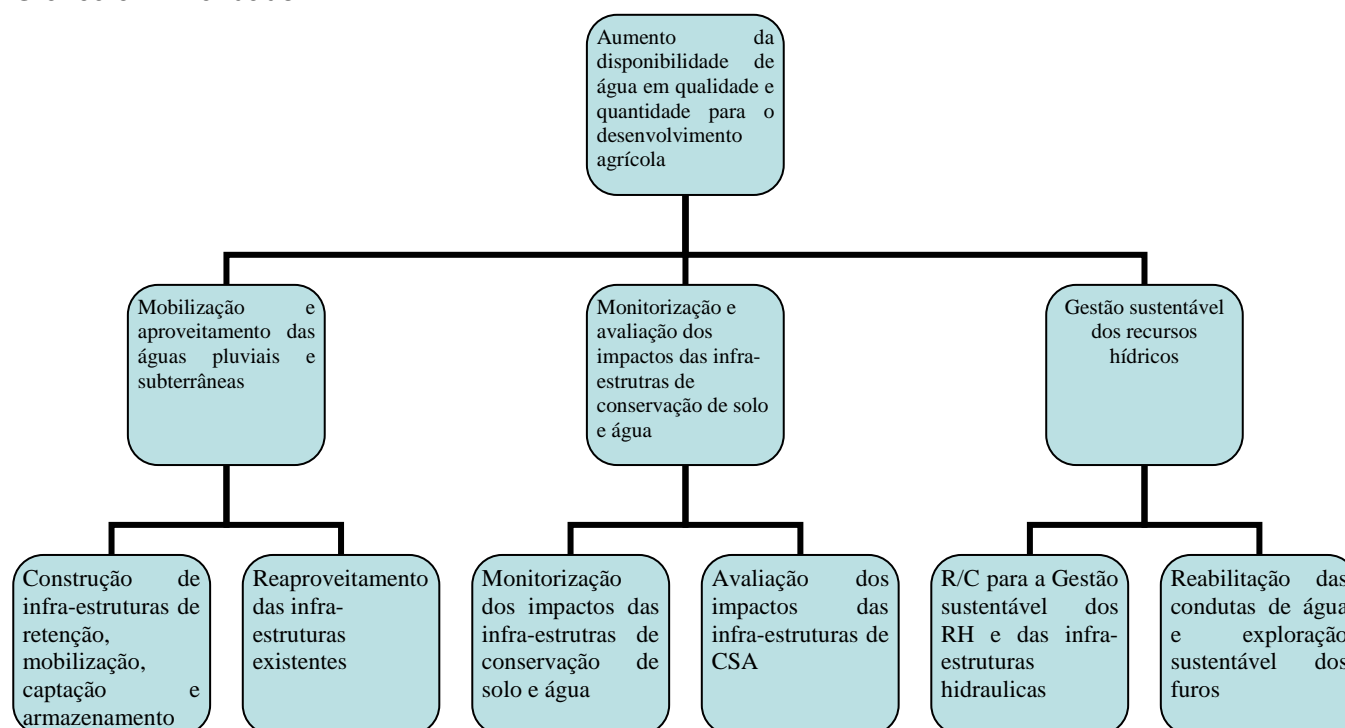 Aumento da
disponibilidade de
água em qualidade e
quantidade para o
desenvolvimento
agrícola
Mobilização e
aproveitamento das
águas pluviais e
subterrâneas
Monitorização e
avaliação dos
impactos das infra-
estrutras de
conservação de solo
e água
Gestão sustentável
dos recursos
hídricos
Construção de
infra-estruturas de
retenção,
mobilização,
captação e
armazenamento
Reaproveitamento
das infra-
estruturas
existentes
Monitorização
dos impactos das
infra-estrutras de
conservação de
solo e água
Avaliação dos
impactos das
infra-estruturas de
CSA
R/C para a Gestão
sustentável dos
RH e das infra-
estruturas
hidraulicas
Reabilitação das
condutas de água
e exploração
sustentável dos
furos